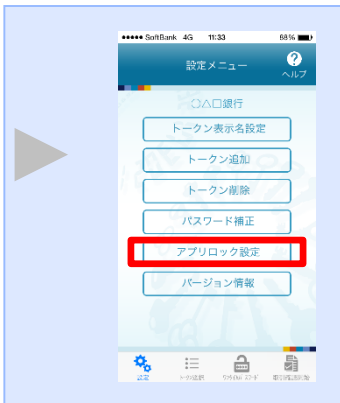 SoftBank 4G 11:33 88%
設定メニュー
ヘルプ
○△□銀行
トークン表示名設定
トークン追加
トークン削除
パスワード補正
アプリロック設定
バージョン情報
設定